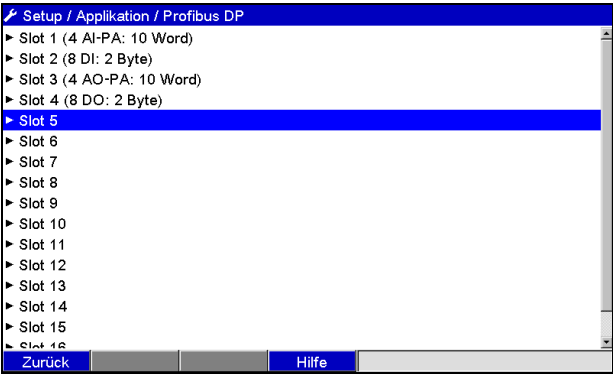 Setup / Applikation / Profibus DP
Slot 1 (4 AI-PA: 10 Word)
Slot 2 (8 DI: 2 Byte)
Slot 3 (4 AO-PA: 10 Word)
Slot 4 (8 DO: 2 Byte)
Slot 5
Slot 6
Slot 7
Slot 8
Slot 9
Slot 10
Slot 11
Slot 12
Slot 13
Slot 14
Slot 15
Slot 16
Zurück Hilfe